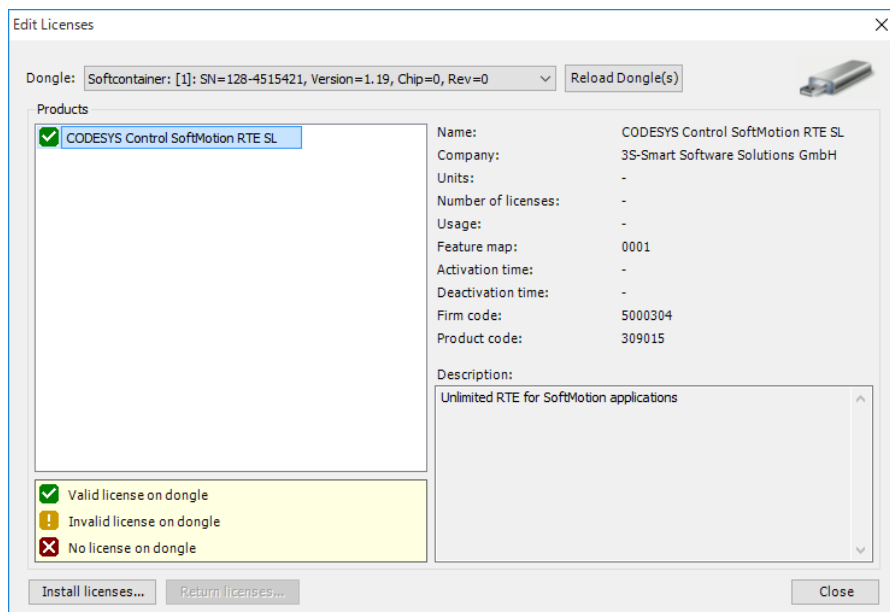 Edit Licenses
Dongle: Softcontainer: [1]: SN=128-4515421, Version=1.19, Chip=0, Rev=0 Reload Dongle(s)
Products
CODESYS Control SoftMotion RTE SL
Name: CODESYS Control SoftMotion RTE SL
Company: 3S-Smart Software Solutions GmbH
Units: -
Number of licenses: -
Usage: -
Feature map: 0001
Activation time: -
Deactivation time: -
Firm code: 5000304
Product code: 309015
Description:
Unlimited RTE for SoftMotion applications
Valid license on dongle
Invalid license on dongle
No license on dongle
Install licenses... Return licenses... Close